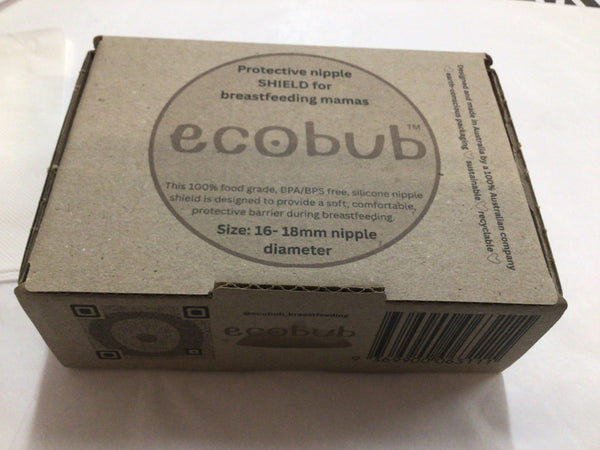 Protective nipple
SHIELD for
breastfeeding mamas
ecobub™
This 100% food grade, BPA/BPS free, silicone nipple
shield is designed to provide a soft, comfortable,
protective barrier during breastfeeding.
Size: 16- 18mm nipple
diameter
Designed and made in Australia by a 100% Australian company
♡earth-conscious packaging ♡ sustainable ♡recyclable♡
@ecobub_breastfeeding
ecobub